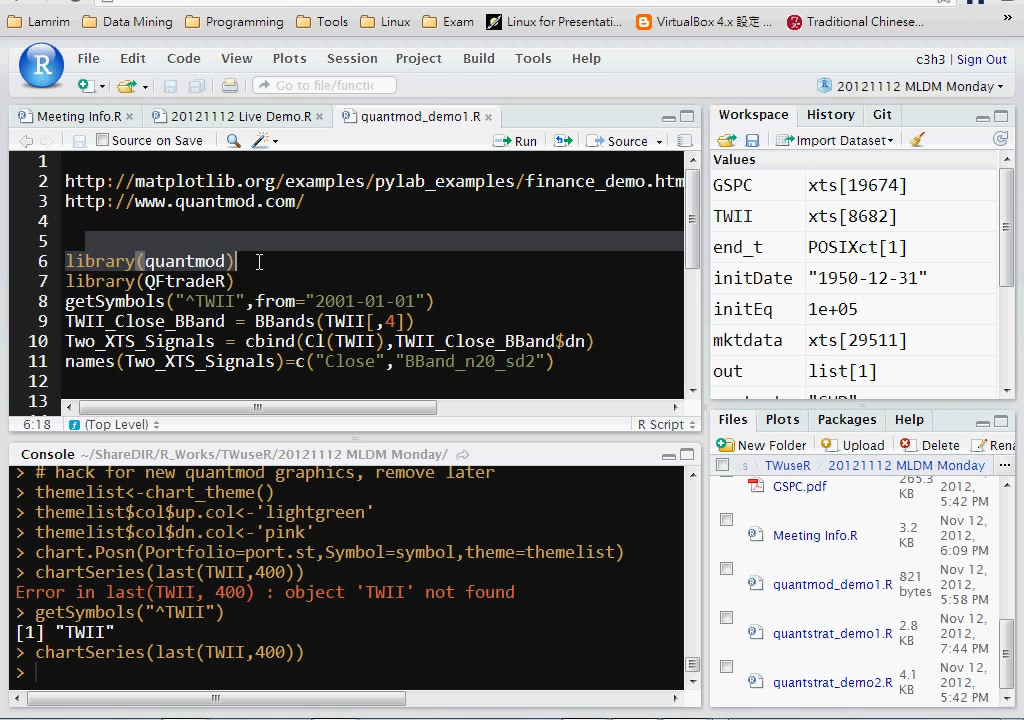 Lamrim Data Mining Programming Tools Linux Exam Linux for Presentati... VirtualBox 4.x 設定 ... Traditional Chinese... »
R File Edit Code View Plots Session Project Build Tools Help c3h3 | Sign Out
Go to file/functic 20121112 MLDM Monday
Meeting Info.R × 20121112 Live Demo.R × quantmod_demo1.R ×
Source on Save Run Source
1
2 http://matplotlib.org/examples/pylab_examples/finance_demo.htm
3 http://www.quantmod.com/
4
5
6 library(quantmod)
7 library(QFtradeR)
8 getSymbols("^TWII",from="2001-01-01")
9 TWII_Close_BBand = BBands(TWII[,4])
10 Two_XTS_Signals = cbind(Cl(TWII),TWII_Close_BBand$dn)
11 names(Two_XTS_Signals)=c("Close","BBand_n20_sd2")
12
13
6:18 (Top Level) R Script
Console ~/ShareDIR/R_Works/TWuseR/20121112 MLDM Monday/
> # hack for new quantmod graphics, remove later
> themelist<-chart_theme()
> themelist$col$up.col<-'lightgreen'
> themelist$col$dn.col<-'pink'
> chart.Posn(Portfolio=port.st,Symbol=symbol,theme=themelist)
> chartSeries(last(TWII,400))
Error in last(TWII, 400) : object 'TWII' not found
> getSymbols("^TWII")
[1] "TWII"
> chartSeries(last(TWII,400))
>
Workspace History Git
Import Dataset
Values
GSPC xts[19674]
TWII xts[8682]
end_t POSIXct[1]
initDate "1950-12-31"
initEq 1e+05
mktdata xts[29511]
out list[1]
Files Plots Packages Help
New Folder Upload Delete Rena
s TWuseR 20121112 MLDM Monday ...
GSPC.pdf 265.3 KB 2012, 5:42 PM
Meeting Info.R 3.2 KB Nov 12, 2012, 6:09 PM
quantmod_demo1.R 821 bytes Nov 12, 2012, 5:58 PM
quantstrat_demo1.R 2.8 KB Nov 12, 2012, 7:44 PM
quantstrat_demo2.R 4.1 KB Nov 12, 2012, 5:42 PM